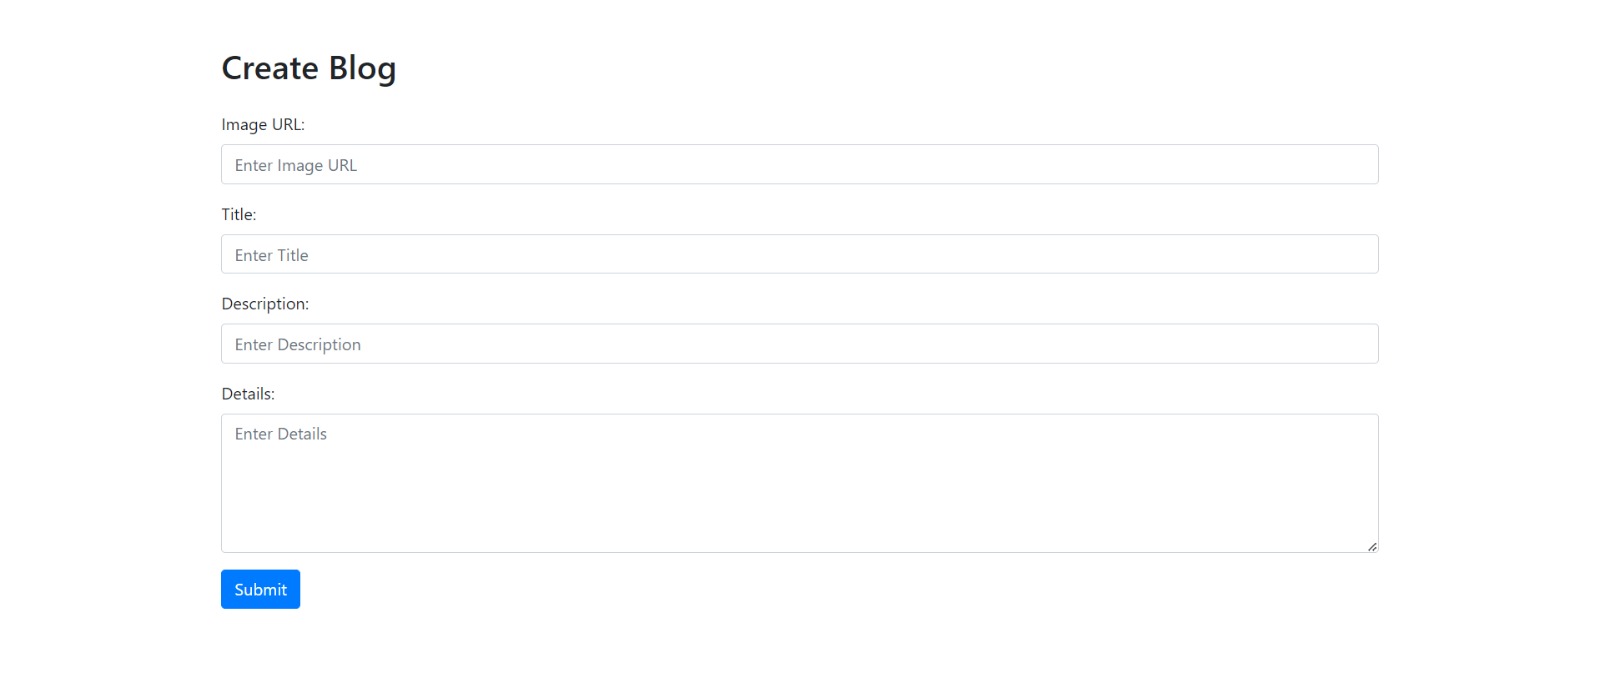 Create Blog
Image URL:
Enter Image URL
Title:
Enter Title
Description:
Enter Description
Details:
Enter Details
Submit